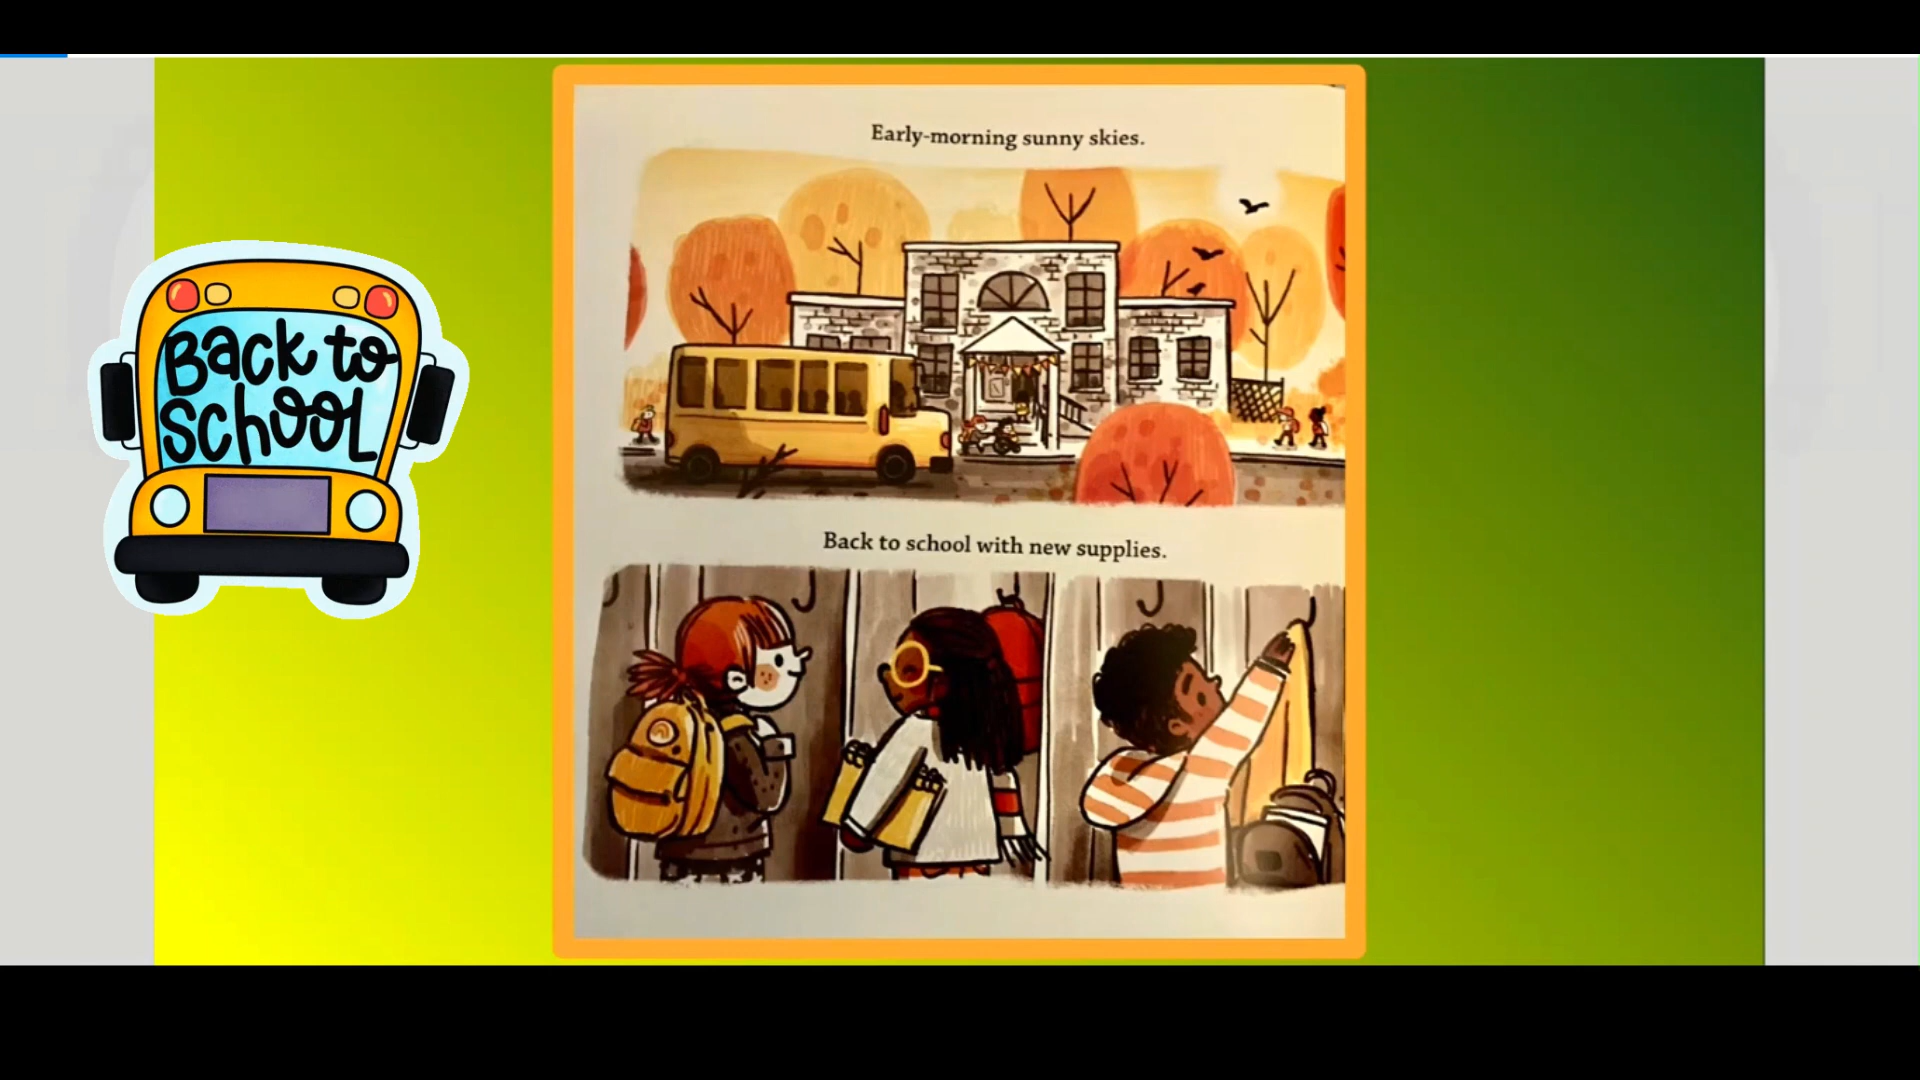 Early-morning sunny skies.
Back to
School
Back to school with new supplies.